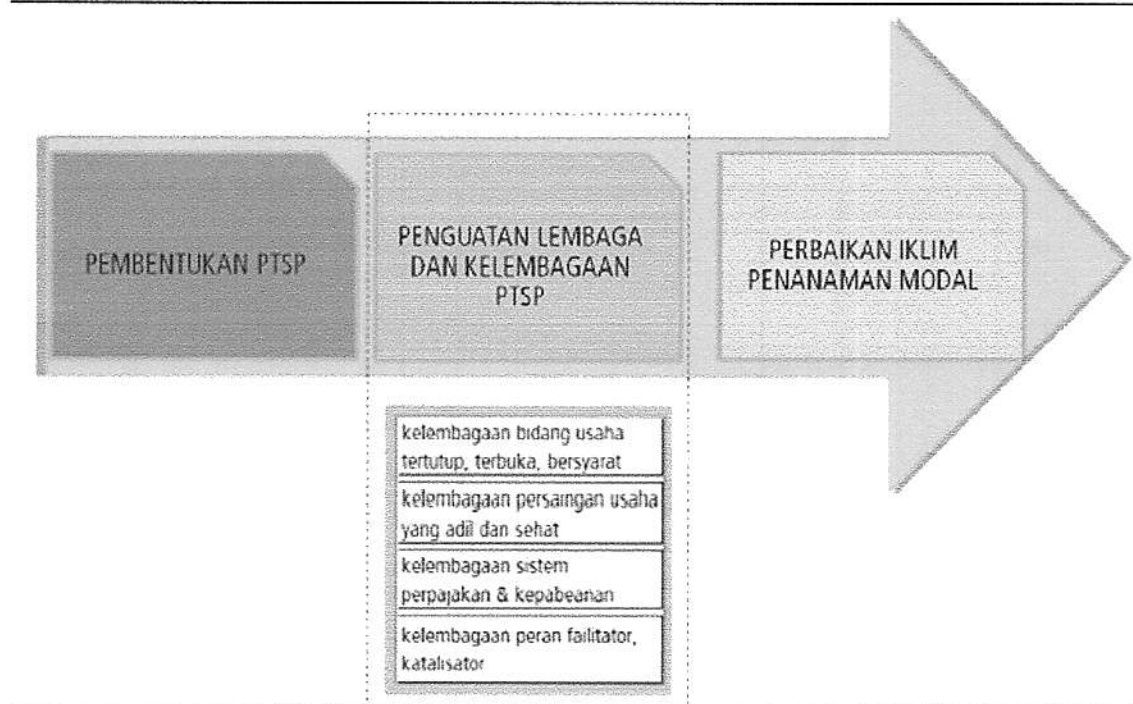 PEMBENTUKAN PTSP
PENGUATAN LEMBAGA
DAN KELEMBAGAAN
PTSP
PERBAIKAN IKLIM
PENANAMAN MODAL
kelembagaan bidang usaha
tertutup, terbuka, bersyarat
kelembagaan persaingan usaha
yang adil dan sehat
kelembagaan sistem
perpajakan & kepabeanan
kelembagaan peran failitator,
katalisator